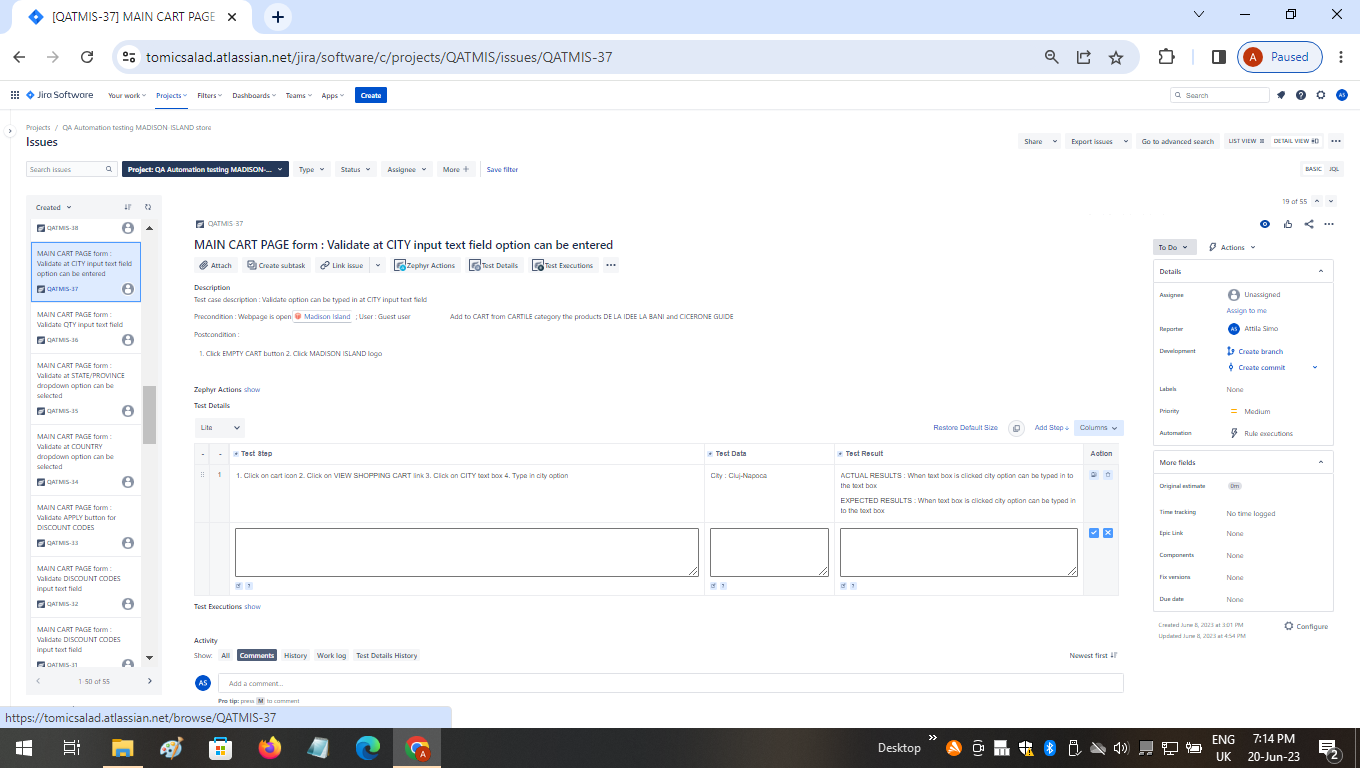 [QATMIS-37] MAIN CART PAGE
tomicsalad.atlassian.net/jira/software/c/projects/QATMIS/issues/QATMIS-37
A Paused
Jira Software Your work Projects Filters Dashboards Teams Apps Create Search AS
Projects / QA Automation testing MADISON ISLAND store
Issues
Share Export issues Go to advanced search LIST VIEW DETAIL VIEW
Search issues Project: QA Automation testing MADISON-... Type Status Assignee More + Save filter BASIC JQL
Created
QATMIS-38
MAIN CART PAGE form :
Validate at CITY input text field
option can be entered
QATMIS-37
MAIN CART PAGE form :
Validate QTY input text field
QATMIS-36
MAIN CART PAGE form :
Validate at STATE/PROVINCE
dropdown option can be
selected
QATMIS-35
MAIN CART PAGE form :
Validate at COUNTRY
dropdown option can be
selected
QATMIS-34
MAIN CART PAGE form :
Validate APPLY button for
DISCOUNT CODES
QATMIS-33
MAIN CART PAGE form :
Validate DISCOUNT CODES
input text field
QATMIS-32
MAIN CART PAGE form :
Validate DISCOUNT CODES
input text field
QATMIS-31
1-50 of 55
19 of 55
QATMIS-37
MAIN CART PAGE form : Validate at CITY input text field option can be entered
Attach Create subtask Link issue Zephyr Actions Test Details Test Executions
Description
Test case description : Validate option can be typed in at CITY input text field
Precondition : Webpage is open Madison Island ; User : Guest user Add to CART from CARTILE category the products DE LA IDEE LA BANI and CICERONE GUIDE
Postcondition :
1. Click EMPTY CART button 2. Click MADISON ISLAND logo
Zephyr Actions show
Test Details
Lite Restore Default Size Add Step Columns
- - Test Step Test Data Test Result Action
1 1. Click on cart icon 2. Click on VIEW SHOPPING CART link 3. Click on CITY text box 4. Type in city option City : Cluj-Napoca ACTUAL RESULTS : When text box is clicked city option can be typed in to
the text box
EXPECTED RESULTS : When text box is clicked city option can be typed in
to the text box
Test Executions show
Activity
Show: All Comments History Work log Test Details History Newest first
AS Add a comment...
Pro tip: press M to comment
To Do Actions
Details
Assignee Unassigned
Assign to me
Reporter AS Attila Simo
Development Create branch
Create commit
Labels None
Priority Medium
Automation Rule executions
More fields
Original estimate 0m
Time tracking No time logged
Epic Link None
Components None
Fix versions None
Due date None
Created June 8, 2023 at 3:01 PM
Updated June 8, 2023 at 4:54 PM
Configure
https://tomicsalad.atlassian.net/browse/QATMIS-37
Desktop ENG
UK
7:14 PM
20-Jun-23
2